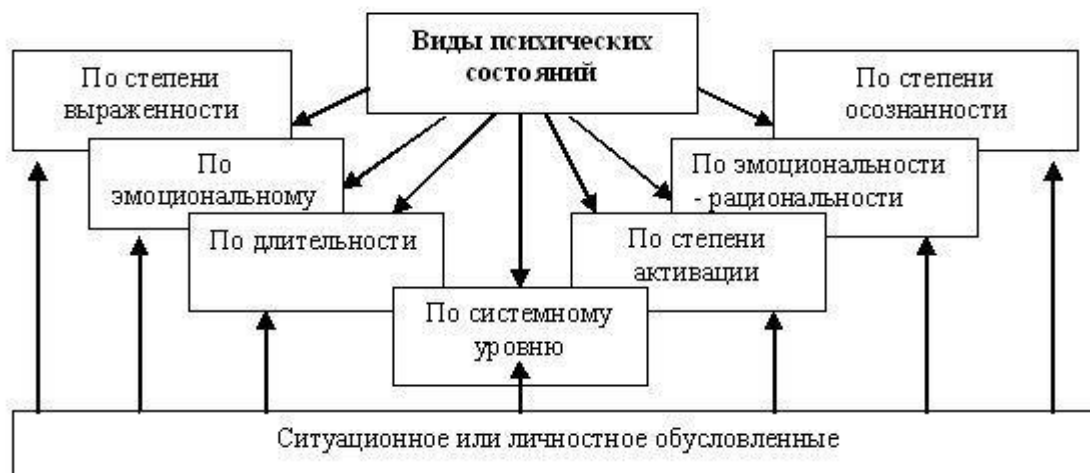 Виды психических
состояний
По степени
выраженности
По степени
осознанности
По
эмоциональному
По эмоциональности
- рациональности
По длительности
По степени
активации
По системному
уровню
Ситуационное или личностное обусловленные